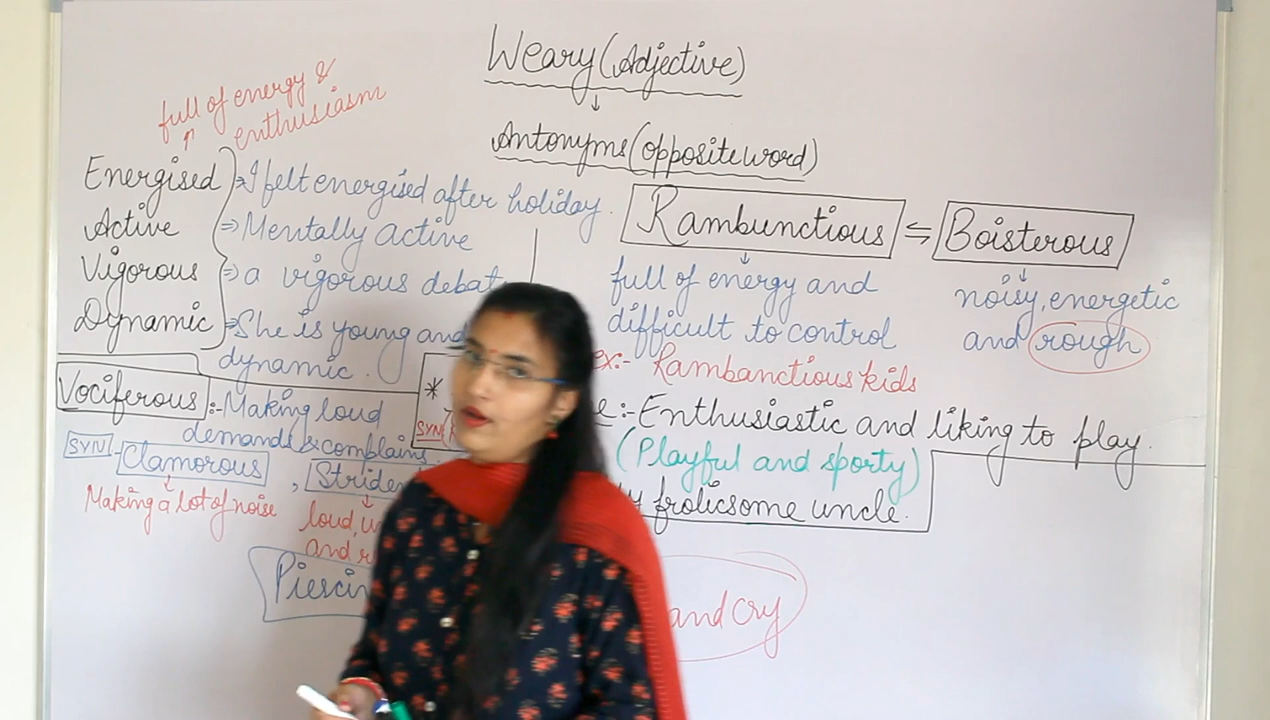 Weary (Adjective)
↓
Antonyms (opposite word)
full of energy &
enthusiasm
Energised
Active
Vigorous
Dynamic
⇒ I felt energised after holiday.
⇒ Mentally active
⇒ a vigorous debat
⇒ She is young and
dynamic.
Rambunctious ⇆ Boisterous
full of energy and
difficult to control
ex:- Rambanctious kids
noisy, energetic
and rough
*
SYN
e:- Enthusiastic and liking to play.
(Playful and sporty)
frolicsome uncle.
Vociferous :- Making loud
demands & complains.
SYN - Clamorous, Striden
Making a lot of noise
loud, u
and r
Piercin
and cry